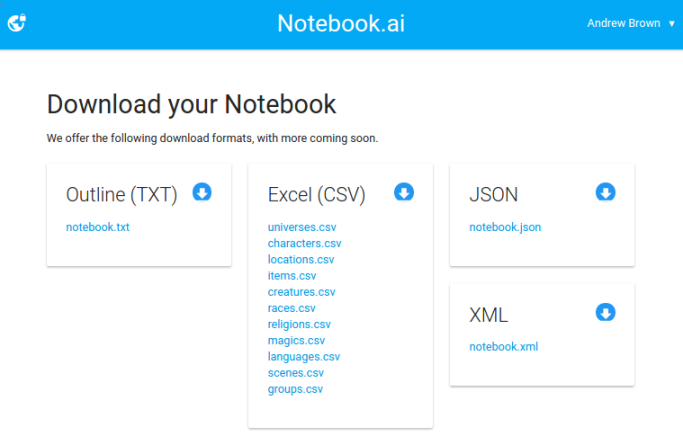 Notebook.ai
Andrew Brown
Download your Notebook
We offer the following download formats, with more coming soon.
Outline (TXT)
notebook.txt
Excel (CSV)
universes.csv
characters.csv
locations.csv
items.csv
creatures.csv
races.csv
religions.csv
magics.csv
languages.csv
scenes.csv
groups.csv
JSON
notebook.json
XML
notebook.xml